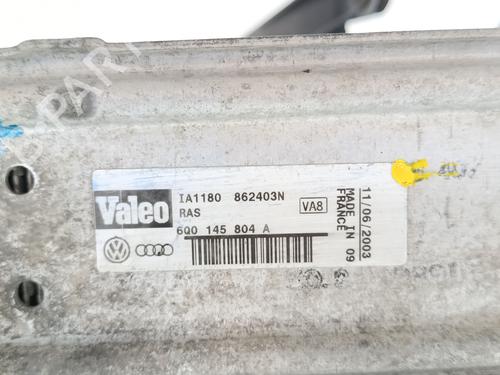 Valeo
IA1180 862403N
RAS
VA8
6Q0 145 804 A
11/06/2003
MADE IN 09
FRANCE